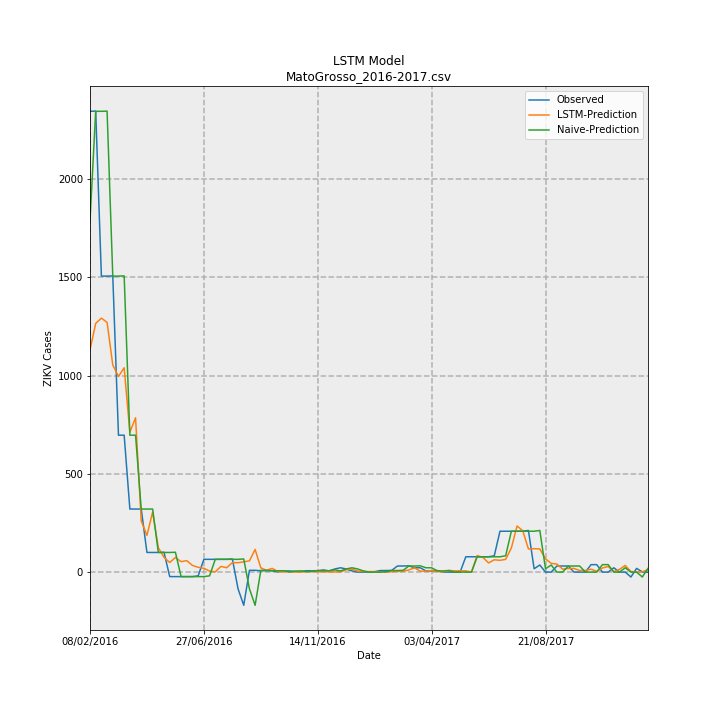 LSTM Model
MatoGrosso_2016-2017.csv
Observed
LSTM-Prediction
Naive-Prediction
2000
1500
1000
500
0
ZIKV Cases
08/02/2016
27/06/2016
14/11/2016
03/04/2017
21/08/2017
Date